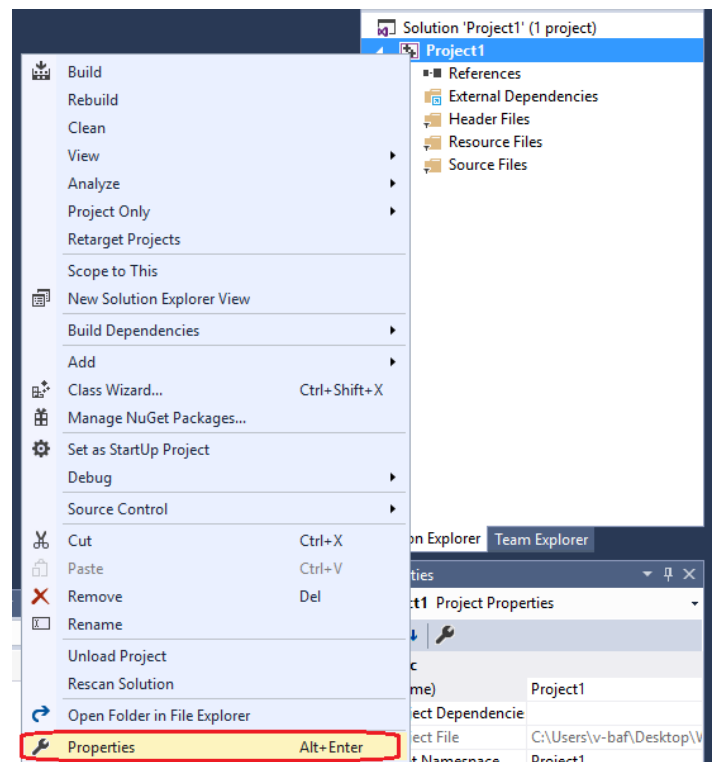 Solution 'Project1' (1 project)
Project1
References
External Dependencies
Header Files
Resource Files
Source Files
Build
Rebuild
Clean
View
Analyze
Project Only
Retarget Projects
Scope to This
New Solution Explorer View
Build Dependencies
Add
Class Wizard... Ctrl+Shift+X
Manage NuGet Packages...
Set as StartUp Project
Debug
Source Control
Cut Ctrl+X
Paste Ctrl+V
Remove Del
Rename
Unload Project
Rescan Solution
Open Folder in File Explorer
Properties Alt+Enter
on Explorer Team Explorer
ties
ct1 Project Properties
c
me) Project1
ject Dependencie
ect File C:\Users\v-baf\Desktop\V
t Namespace Project1